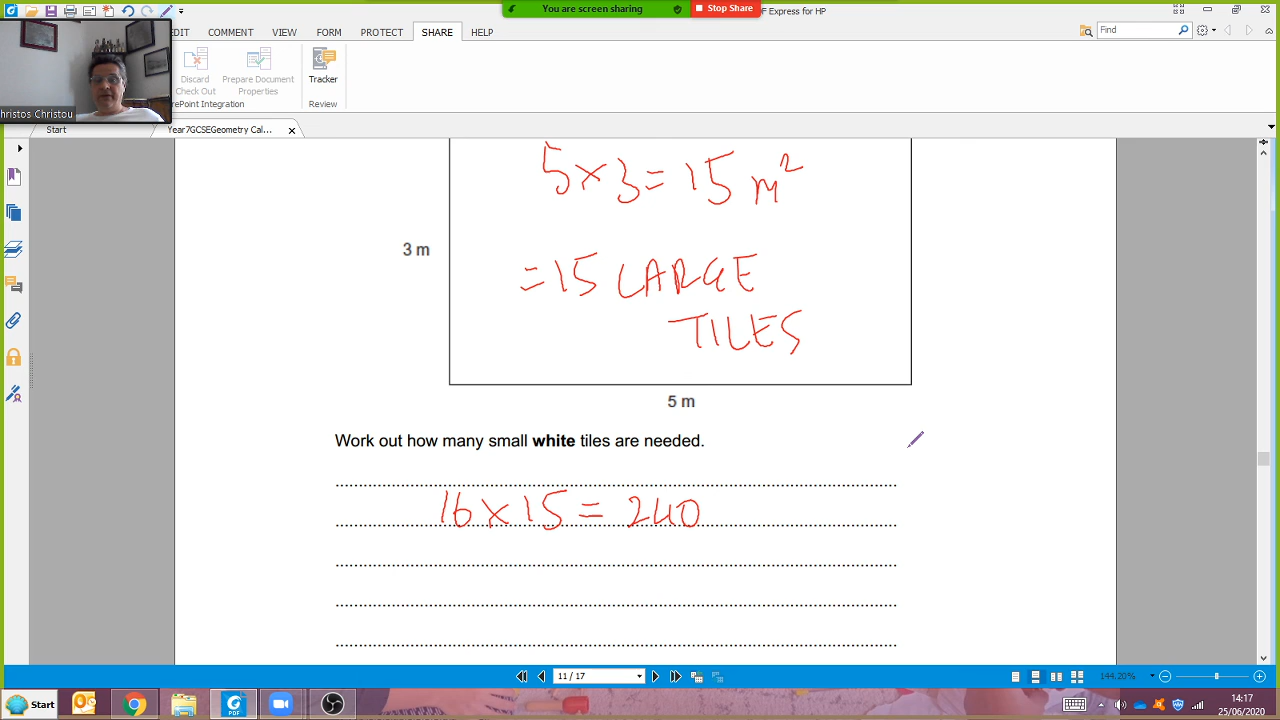 You are screen sharing
Stop Share
F Express for HP
EDIT COMMENT VIEW FORM PROTECT SHARE HELP
Find
Discard Check Out
Prepare Document Properties
Tracker
rePoint Integration
Review
hristos Christou
Start
Year7GCSEGeometry Cal...
5 × 3 = 15 m²
3 m
= 15 LARGE
TILES
5 m
Work out how many small white tiles are needed.
16 × 15 = 240
11 / 17
144.20%
Start
PDF
14:17
25/06/2020